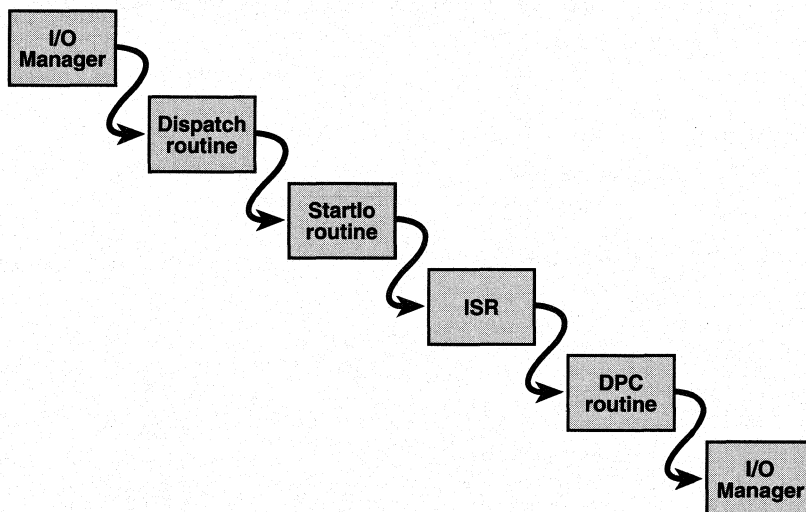 I/O
Manager
Dispatch
routine
StartIo
routine
ISR
DPC
routine
I/O
Manager